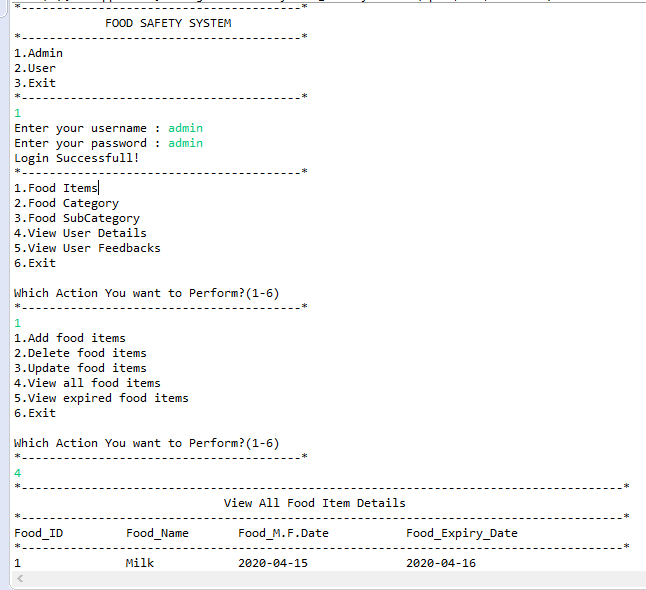 *----------------------------------------*
FOOD SAFETY SYSTEM
*----------------------------------------*
1.Admin
2.User
3.Exit
*----------------------------------------*
1
Enter your username : admin
Enter your password : admin
Login Successfull!
*----------------------------------------*
1.Food Items
2.Food Category
3.Food SubCategory
4.View User Details
5.View User Feedbacks
6.Exit
Which Action You want to Perform?(1-6)
*----------------------------------------*
1
1.Add food items
2.Delete food items
3.Update food items
4.View all food items
5.View expired food items
6.Exit
Which Action You want to Perform?(1-6)
*----------------------------------------*
4
*--------------------------------------------------------------------------------------*
View All Food Item Details
*--------------------------------------------------------------------------------------*
Food_ID Food_Name Food_M.F.Date Food_Expiry_Date
*--------------------------------------------------------------------------------------*
1 Milk 2020-04-15 2020-04-16